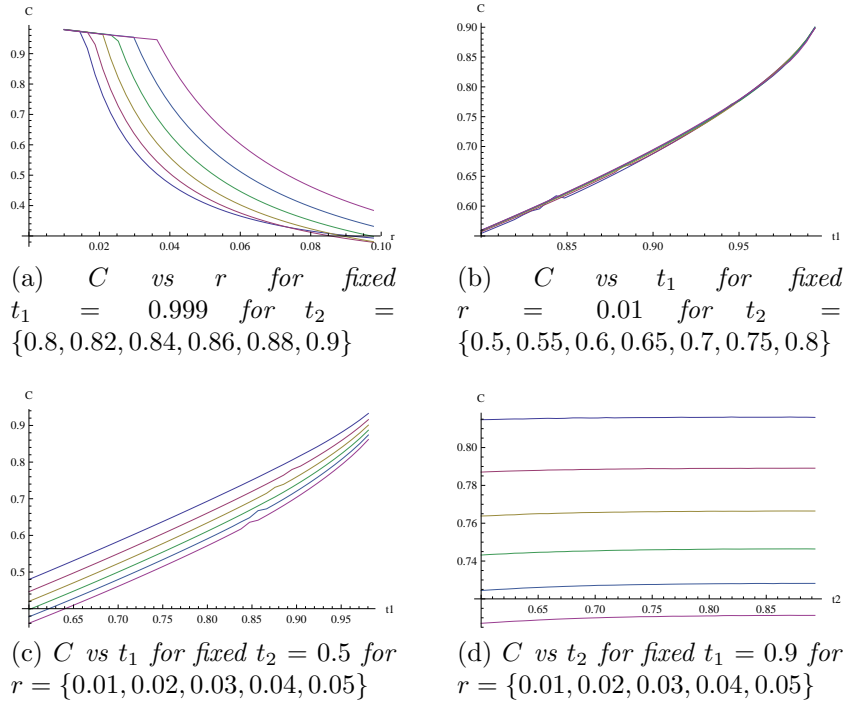 C
0.9
0.8
0.7
0.6
0.5
0.4
0.02 0.04 0.06 0.08 0.10
r
(a) C vs r for fixed
t₁ = 0.999 for t₂ =
{0.8, 0.82, 0.84, 0.86, 0.88, 0.9}
C
0.90
0.85
0.80
0.75
0.70
0.65
0.60
0.85 0.90 0.95
t1
(b) C vs t₁ for fixed
r = 0.01 for t₂ =
{0.5, 0.55, 0.6, 0.65, 0.7, 0.75, 0.8}
C
0.9
0.8
0.7
0.6
0.5
0.65 0.70 0.75 0.80 0.85 0.90 0.95
t1
(c) C vs t₁ for fixed t₂ = 0.5 for
r = {0.01, 0.02, 0.03, 0.04, 0.05}
C
0.80
0.78
0.76
0.74
0.65 0.70 0.75 0.80 0.85
t2
(d) C vs t₂ for fixed t₁ = 0.9 for
r = {0.01, 0.02, 0.03, 0.04, 0.05}